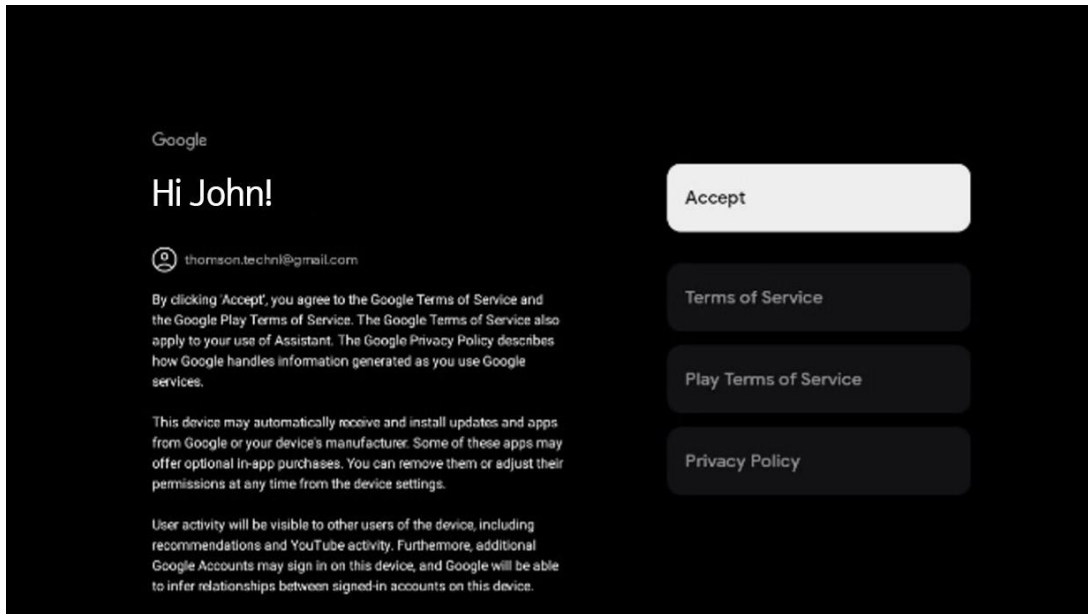 Google
Hi John!
thomson.technl@gmail.com
By clicking 'Accept', you agree to the Google Terms of Service and
the Google Play Terms of Service. The Google Terms of Service also
apply to your use of Assistant. The Google Privacy Policy describes
how Google handles information generated as you use Google
services.
This device may automatically receive and install updates and apps
from Google or your device's manufacturer. Some of these apps may
offer optional in-app purchases. You can remove them or adjust their
permissions at any time from the device settings.
User activity will be visible to other users of the device, including
recommendations and YouTube activity. Furthermore, additional
Google Accounts may sign in on this device, and Google will be able
to infer relationships between signed-in accounts on this device.
Accept
Terms of Service
Play Terms of Service
Privacy Policy